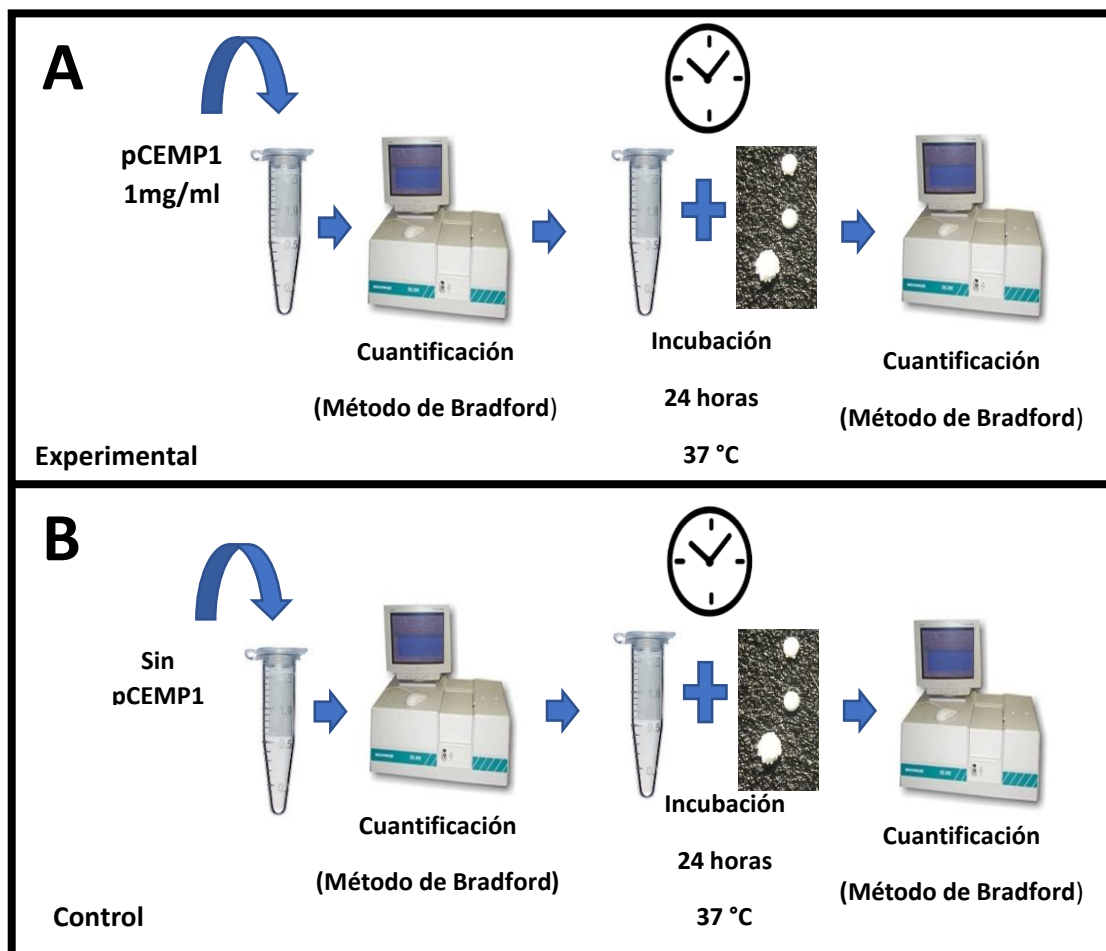 A
pCEMP1
1mg/ml
Cuantificación
(Método de Bradford)
Incubación
24 horas
37 °C
Cuantificación
(Método de Bradford)
Experimental
B
Sin
pCEMP1
Cuantificación
(Método de Bradford)
Incubación
24 horas
37 °C
Cuantificación
(Método de Bradford)
Control